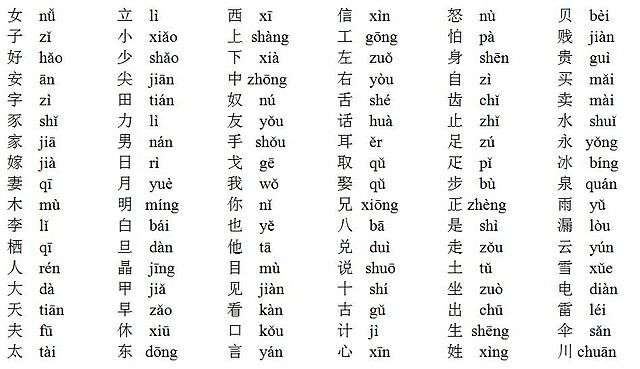 女 nǚ 立 lì 西 xī 信 xìn 怒 nù 贝 bèi
子 zǐ 小 xiǎo 上 shàng 工 gōng 怕 pà 贱 jiàn
好 hǎo 少 shǎo 下 xià 左 zuǒ 身 shēn 贵 guì
安 ān 尖 jiān 中 zhōng 右 yòu 自 zì 买 mǎi
字 zì 田 tián 奴 nú 舌 shé 齿 chǐ 卖 mài
豕 shǐ 力 lì 友 yǒu 话 huà 止 zhǐ 水 shuǐ
家 jiā 男 nán 手 shǒu 耳 ěr 足 zú 永 yǒng
嫁 jià 日 rì 戈 gē 取 qǔ 疋 pǐ 冰 bíng
妻 qī 月 yuè 我 wǒ 娶 qǔ 步 bù 泉 quán
木 mù 明 míng 你 nǐ 兄 xiōng 正 zhèng 雨 yǔ
李 lǐ 白 bái 也 yě 八 bā 是 shì 漏 lòu
栖 qī 旦 dàn 他 tā 兑 duì 走 zǒu 云 yún
人 rén 晶 jīng 目 mù 说 shuō 土 tǔ 雪 xǔe
大 dà 甲 jiǎ 见 jiàn 十 shí 坐 zuò 电 diàn
天 tiān 早 zǎo 看 kàn 古 gǔ 出 chū 雷 léi
夫 fū 休 xiū 口 kǒu 计 jì 生 shēng 伞 sǎn
太 tài 东 dōng 言 yán 心 xīn 姓 xìng 川 chuān